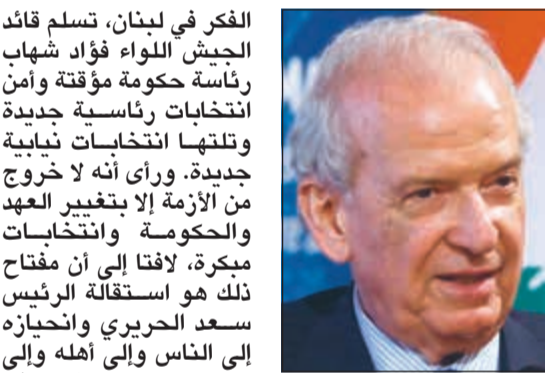 الفكر في لبنان، تسلم قائد
الجيش اللواء فؤاد شهاب
رئاسة حكومة مؤقتة وأمن
انتخابات رئاسية جديدة
وتلتها انتخابات نيابية
جديدة. ورأى أنه لا خروج
من الأزمة إلا بتغيير العهد
والحكومة وانتخابات
مبكرة، لافتا إلى أن مفتاح
ذلك هو استقالة الرئيس
سعد الحريري وانحيازه
إلى الناس وإلى أهله وإلى